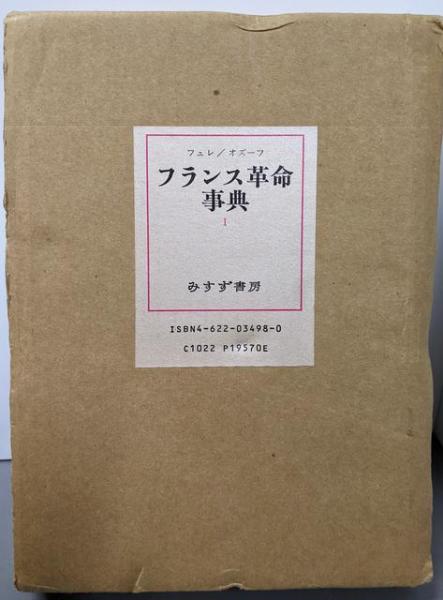 フュレ/オズーフ
フランス革命
事典
1
みすず書房
ISBN4-622-03498-0
C1022 P19570E